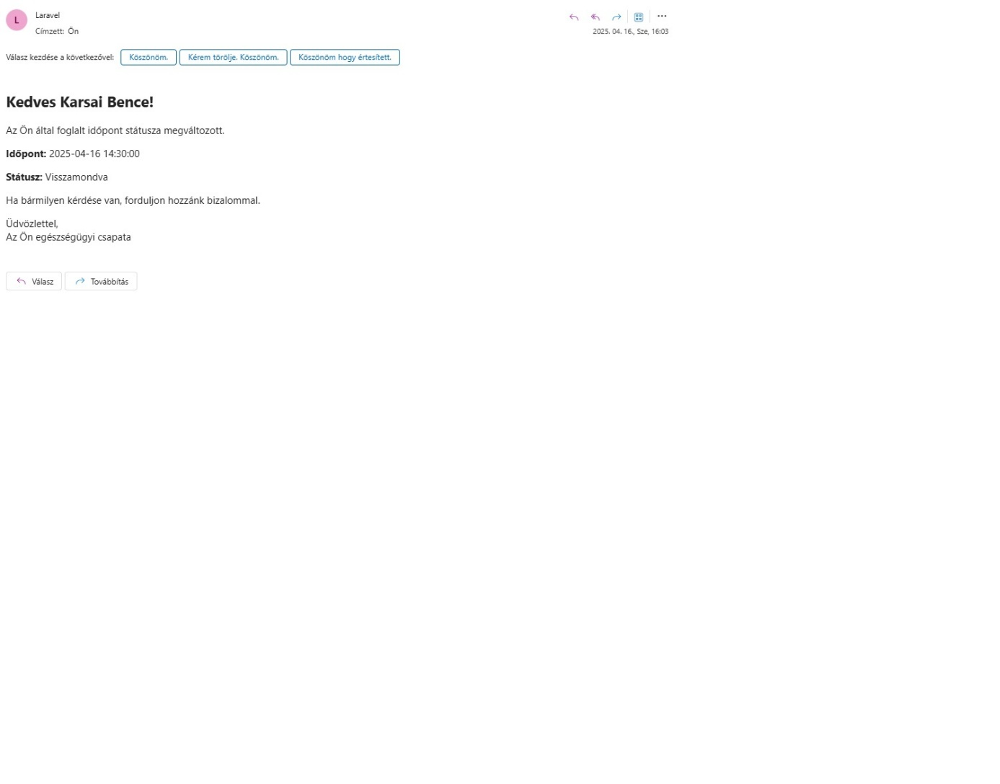 L
Laravel
Címzett: Ön
2025. 04. 16., Sze, 16:03
Válasz kezdése a következővel: Köszönöm. Kérem törölje. Köszönöm. Köszönöm hogy értesített.
Kedves Karsai Bence!
Az Ön által foglalt időpont státusza megváltozott.
Időpont: 2025-04-16 14:30:00
Státusz: Visszamondva
Ha bármilyen kérdése van, forduljon hozzánk bizalommal.
Üdvözlettel,
Az Ön egészségügyi csapata
Válasz Továbbítás